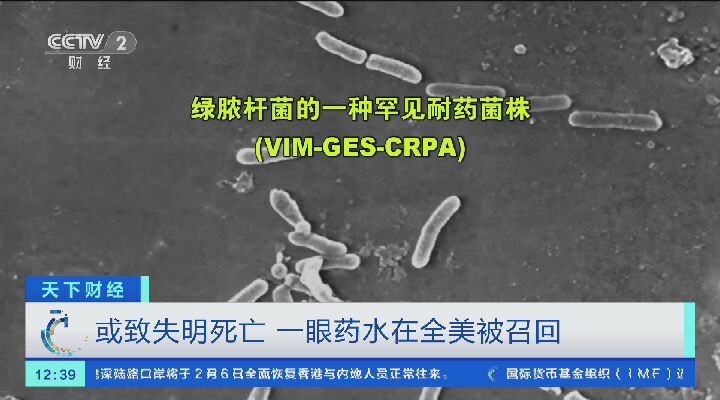 CCTV 2
财经
绿脓杆菌的一种罕见耐药菌株
(VIM-GES-CRPA)
天下财经
或致失明死亡 一眼药水在全美被召回
12:39 深陆路口岸将于2月6日全面恢复香港与内地人员正常往来。 国际货币基金组织(IMF)